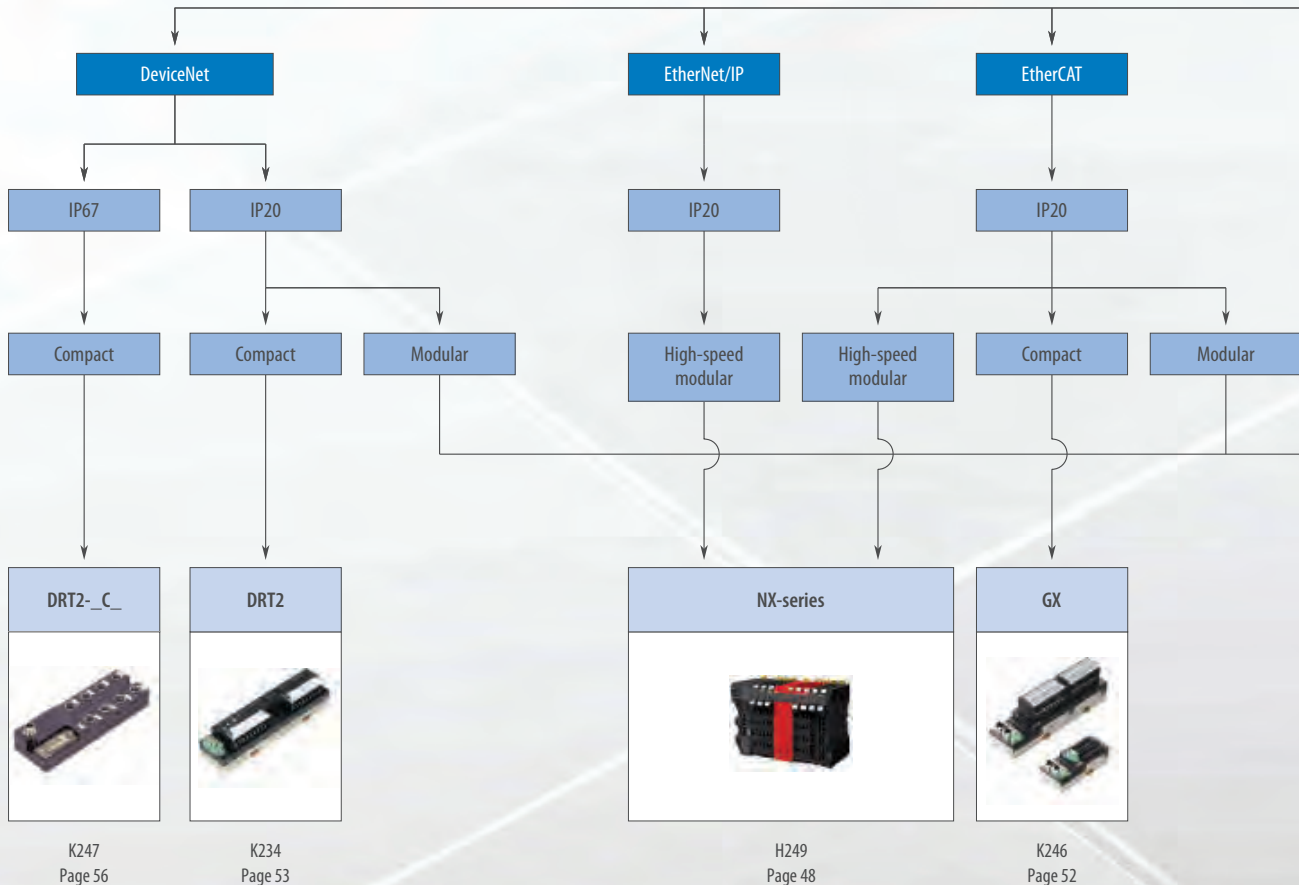 DeviceNet
EtherNet/IP
EtherCAT
IP67
IP20
IP20
IP20
Compact
Compact
Modular
High-speed
modular
High-speed
modular
Compact
Modular
DRT2-_C_
DRT2
NX-series
GX
K247
Page 56
K234
Page 53
H249
Page 48
K246
Page 52